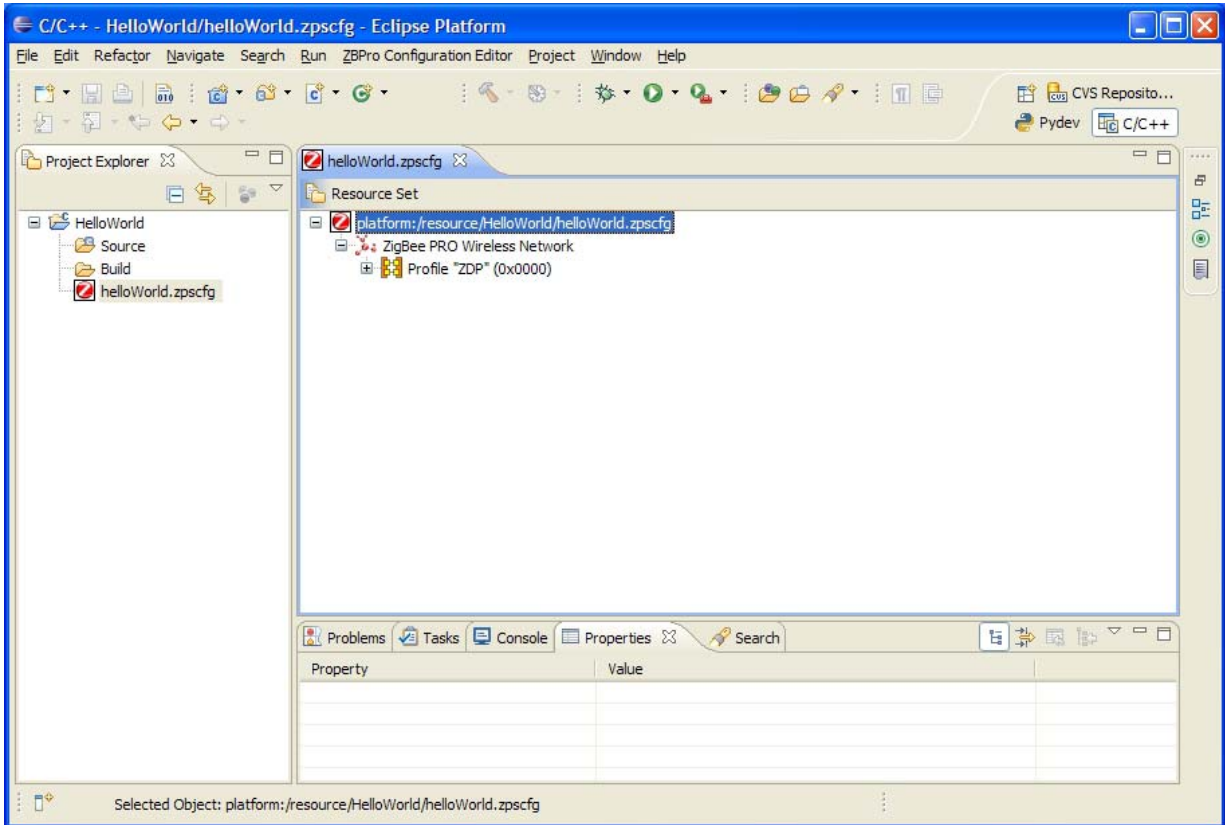 C/C++ - HelloWorld/helloWorld.zpscfg - Eclipse Platform
File Edit Refactor Navigate Search Run ZBPro Configuration Editor Project Window Help
CVS Reposito...
Pydev C/C++
Project Explorer
HelloWorld
Source
Build
helloWorld.zpscfg
helloWorld.zpscfg
Resource Set
platform:/resource/HelloWorld/helloWorld.zpscfg
ZigBee PRO Wireless Network
Profile "ZDP" (0x0000)
Problems Tasks Console Properties Search
Property Value
Selected Object: platform:/resource/HelloWorld/helloWorld.zpscfg